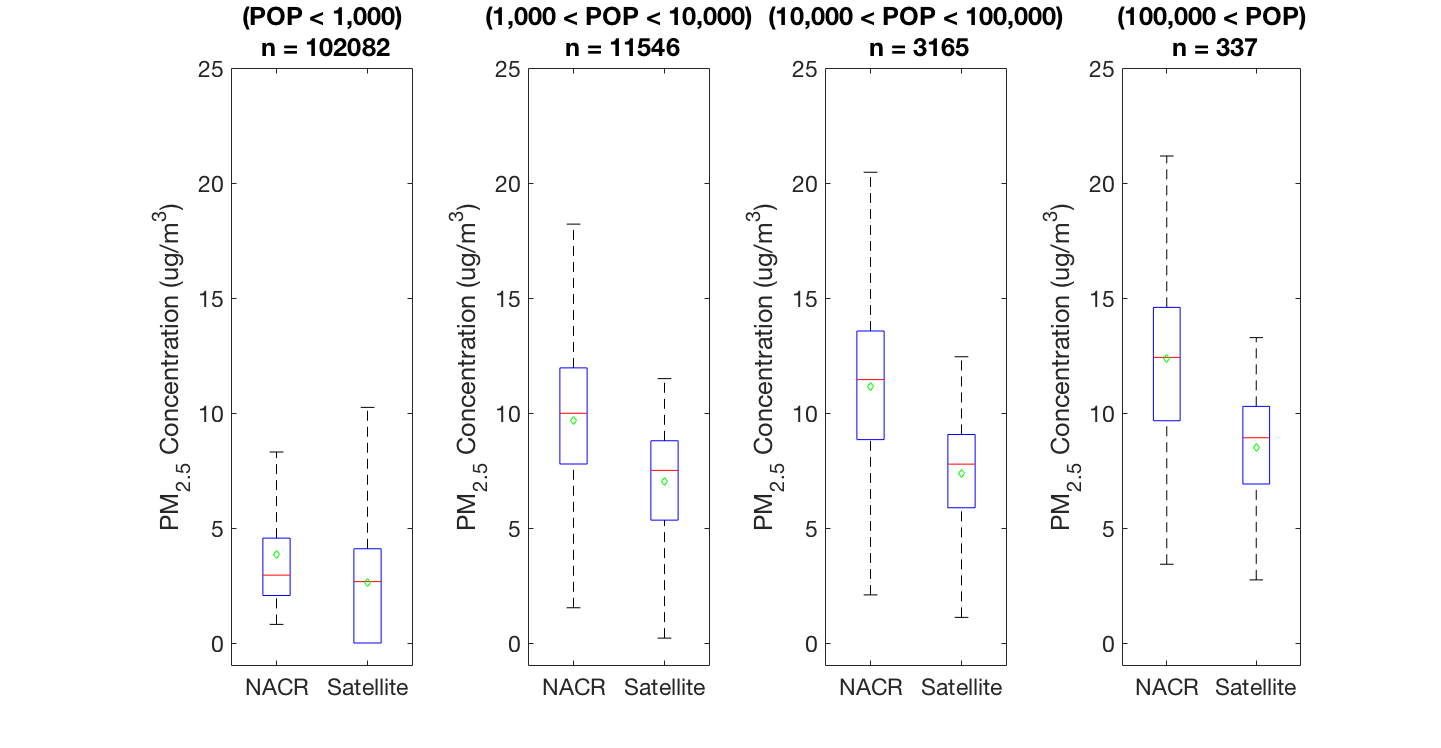 (POP < 1,000)
n = 102082
25
20
15
10
5
0
PM2.5 Concentration (ug/m3)
NACR Satellite
(1,000 < POP < 10,000)
n = 11546
25
20
15
10
5
0
PM2.5 Concentration (ug/m3)
NACR Satellite
(10,000 < POP < 100,000)
n = 3165
25
20
15
10
5
0
PM2.5 Concentration (ug/m3)
NACR Satellite
(100,000 < POP)
n = 337
25
20
15
10
5
0
PM2.5 Concentration (ug/m3)
NACR Satellite